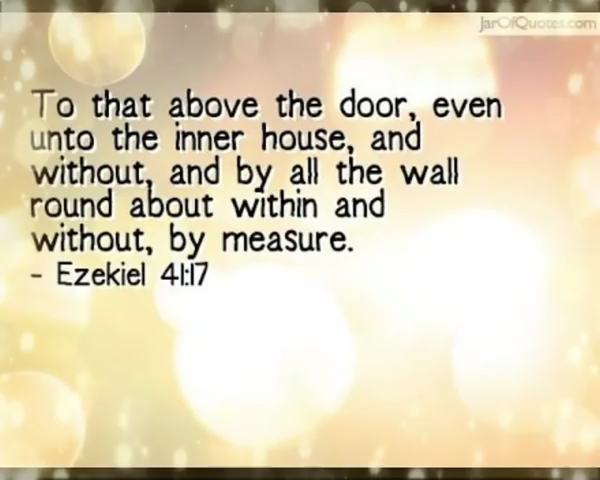 JarOfQuotes.com
To that above the door, even
unto the inner house, and
without, and by all the wall
round about within and
without, by measure.
- Ezekiel 41:17